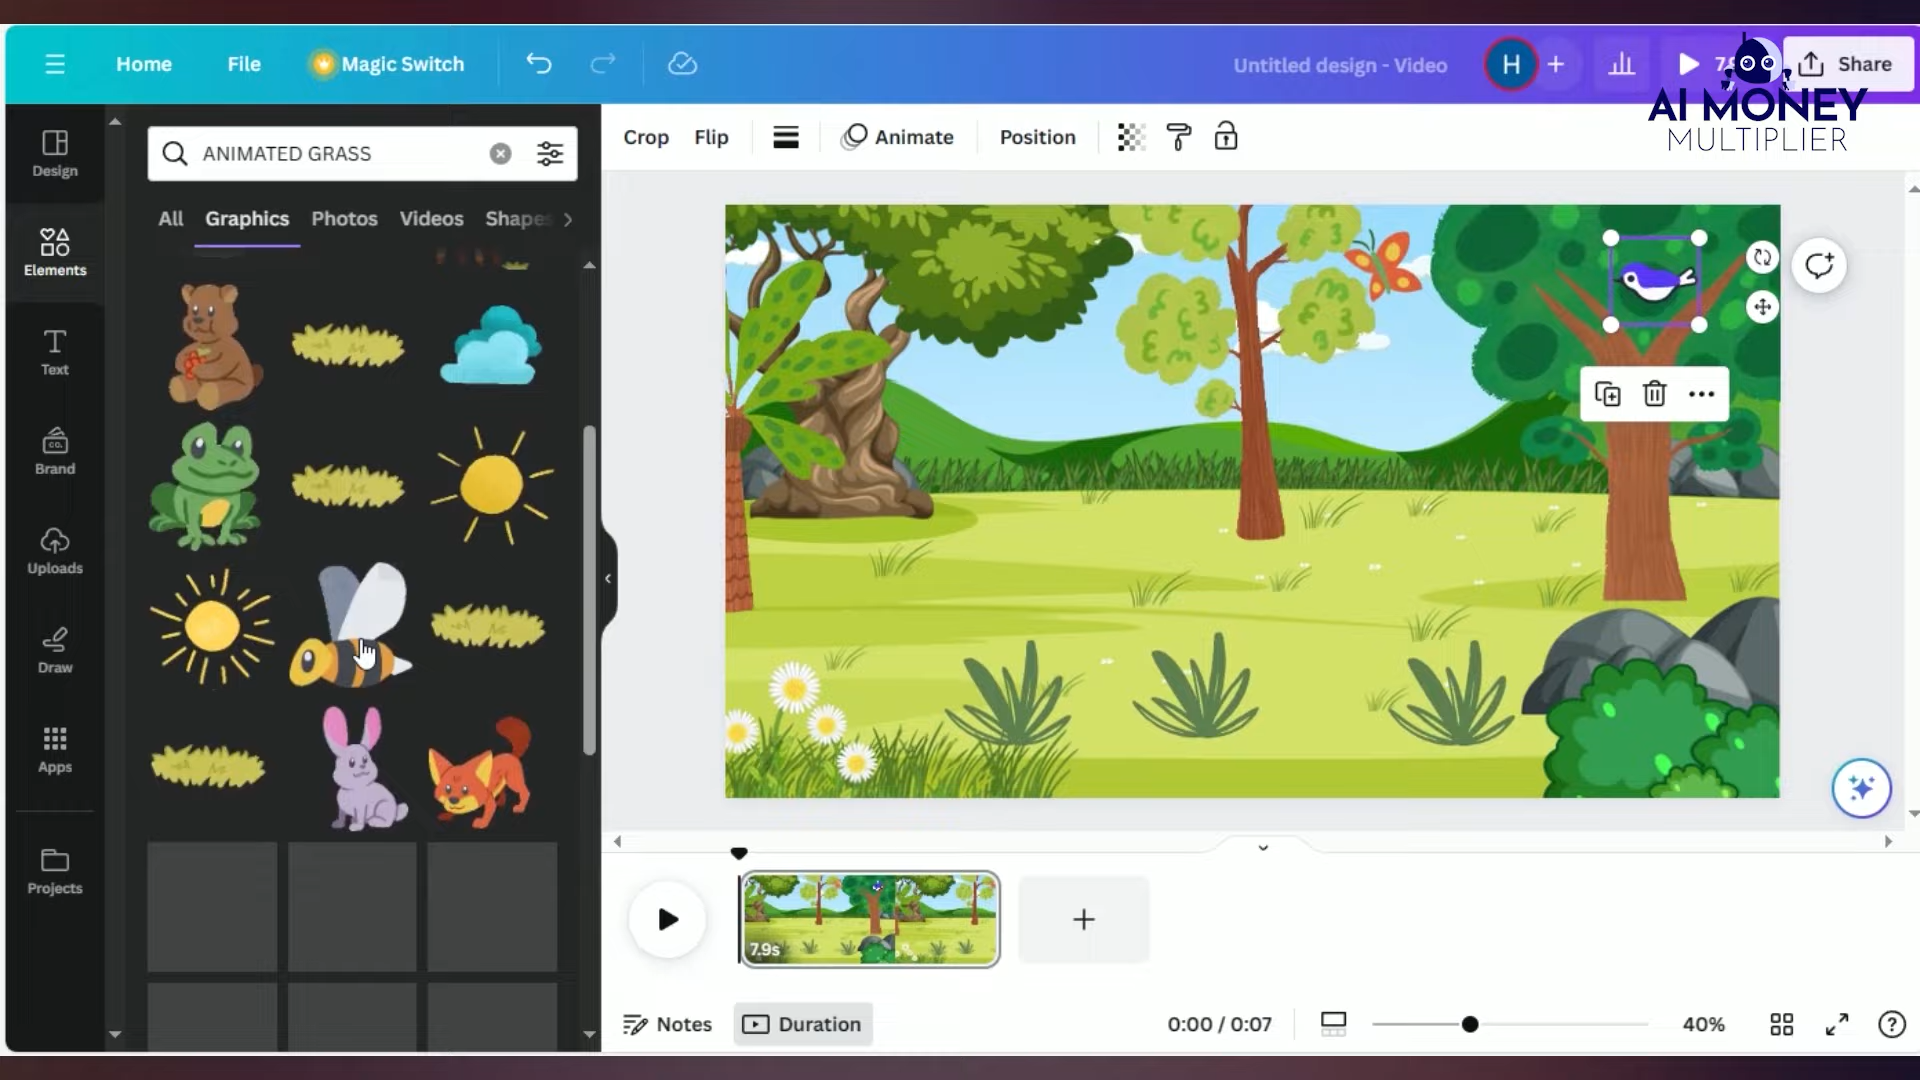 Home
File
Magic Switch
Untitled design - Video
H
Share
AI MONEY
MULTIPLIER
Design
Elements
Text
Brand
CO.
Uploads
Draw
Apps
Projects
ANIMATED GRASS
All
Graphics
Photos
Videos
Shapes
Crop
Flip
Animate
Position
7.9s
Notes
Duration
0:00 / 0:07
40%